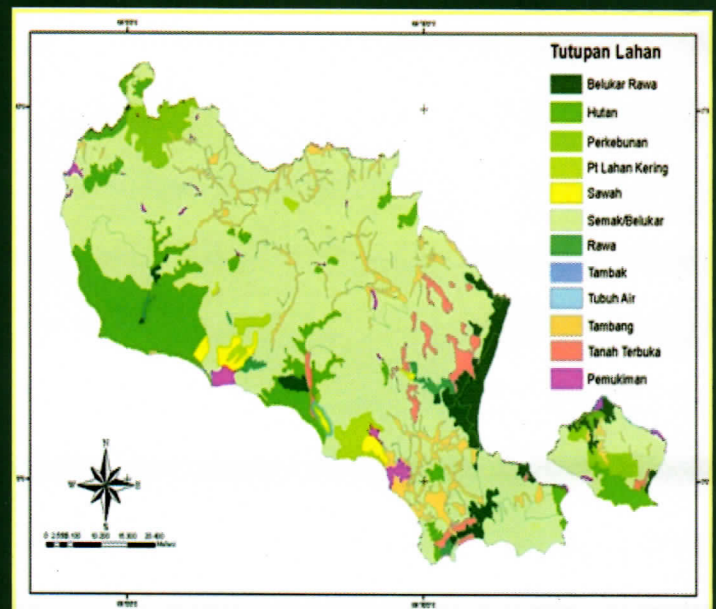 Tutupan Lahan
Belukar Rawa
Hutan
Perkebunan
Pt Lahan Kering
Sawah
Semak/Belukar
Rawa
Tambak
Tubuh Air
Tambang
Tanah Terbuka
Pemukiman
N
W
E
S